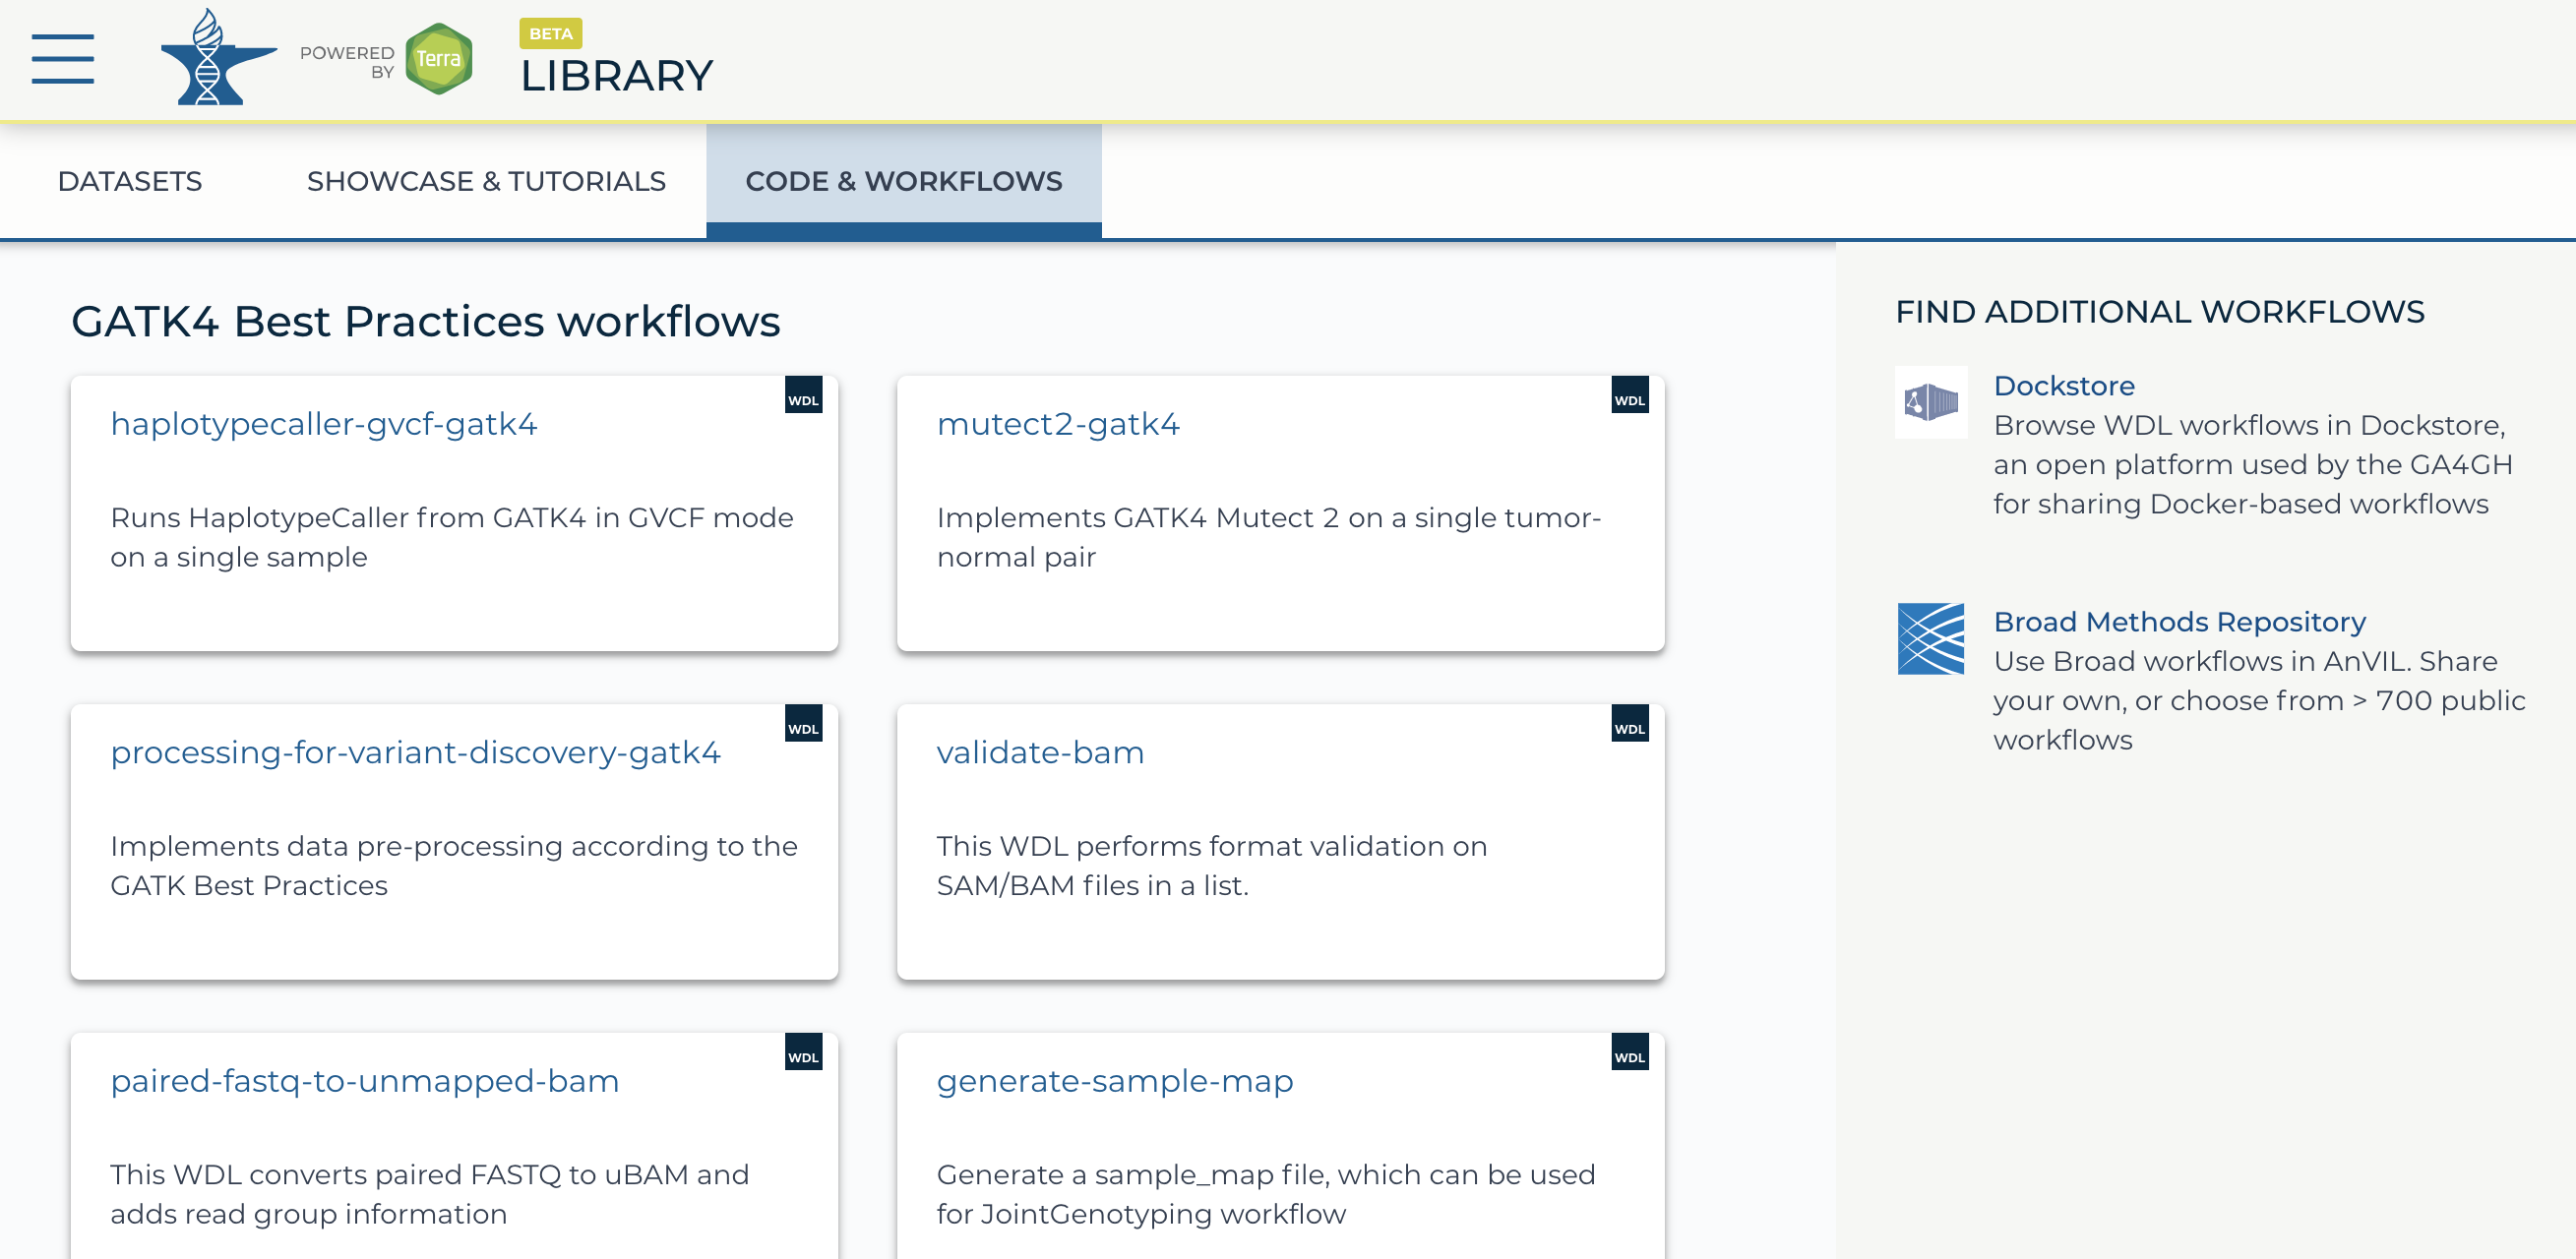 POWERED
BY
Terra
BETA
LIBRARY
DATASETS
SHOWCASE & TUTORIALS
CODE & WORKFLOWS
GATK4 Best Practices workflows
WDL
haplotypecaller-gvcf-gatk4
Runs HaplotypeCaller from GATK4 in GVCF mode
on a single sample
WDL
mutect2-gatk4
Implements GATK4 Mutect 2 on a single tumor-
normal pair
WDL
processing-for-variant-discovery-gatk4
Implements data pre-processing according to the
GATK Best Practices
WDL
validate-bam
This WDL performs format validation on
SAM/BAM files in a list.
WDL
paired-fastq-to-unmapped-bam
This WDL converts paired FASTQ to uBAM and
adds read group information
WDL
generate-sample-map
Generate a sample_map file, which can be used
for JointGenotyping workflow
FIND ADDITIONAL WORKFLOWS
Dockstore
Browse WDL workflows in Dockstore,
an open platform used by the GA4GH
for sharing Docker-based workflows
Broad Methods Repository
Use Broad workflows in AnVIL. Share
your own, or choose from > 700 public
workflows